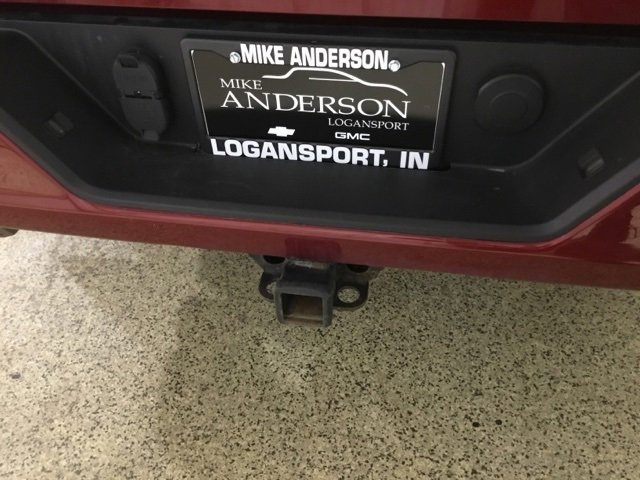 MIKE ANDERSON
MIKE
ANDERSON
LOGANSPORT
GMC
LOGANSPORT, IN